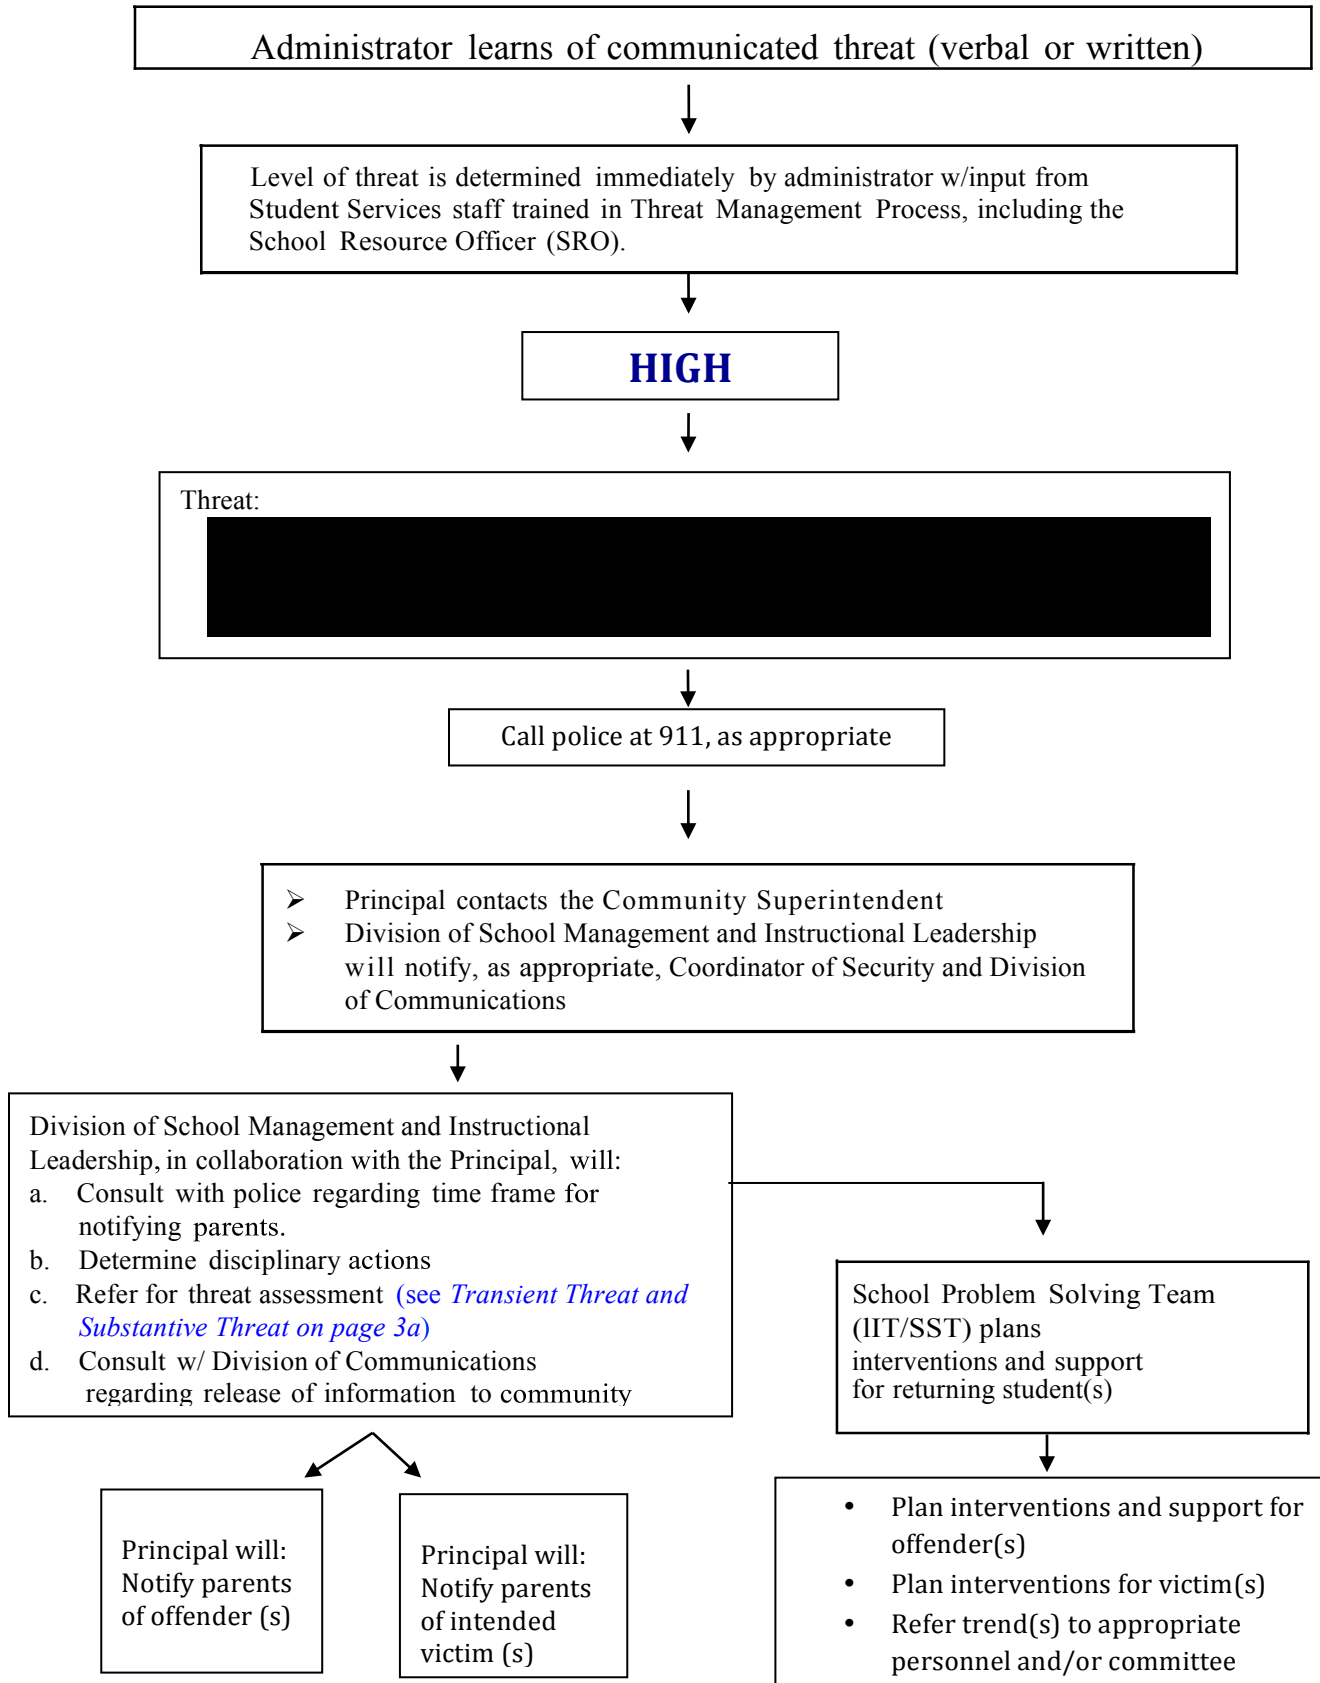 Administrator learns of communicated threat (verbal or written)
Level of threat is determined immediately by administrator w/input from
Student Services staff trained in Threat Management Process, including the
School Resource Officer (SRO).
HIGH
Threat:
Call police at 911, as appropriate
➢ Principal contacts the Community Superintendent
➢ Division of School Management and Instructional Leadership
will notify, as appropriate, Coordinator of Security and Division
of Communications
Division of School Management and Instructional
Leadership, in collaboration with the Principal, will:
a. Consult with police regarding time frame for
notifying parents.
b. Determine disciplinary actions
c. Refer for threat assessment (see Transient Threat and
Substantive Threat on page 3a)
d. Consult w/ Division of Communications
regarding release of information to community
School Problem Solving Team
(lIT/SST) plans
interventions and support
for returning student(s)
Principal will:
Notify parents
of offender (s)
Principal will:
Notify parents
of intended
victim (s)
• Plan interventions and support for
offender(s)
• Plan interventions for victim(s)
• Refer trend(s) to appropriate
personnel and/or committee